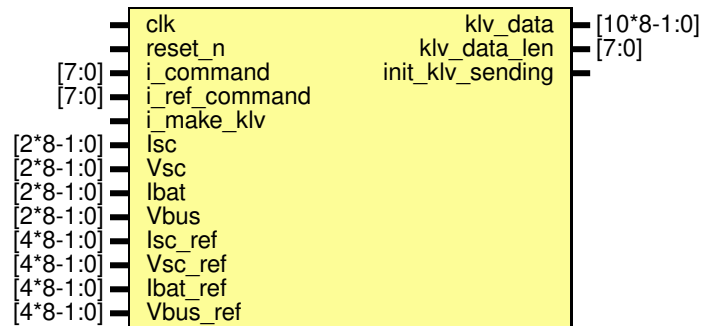 clk klv_data [10*8-1:0]
reset_n klv_data_len [7:0]
[7:0] i_command init_klv_sending
[7:0] i_ref_command
i_make_klv
[2*8-1:0] Isc
[2*8-1:0] Vsc
[2*8-1:0] Ibat
[2*8-1:0] Vbus
[4*8-1:0] Isc_ref
[4*8-1:0] Vsc_ref
[4*8-1:0] Ibat_ref
[4*8-1:0] Vbus_ref